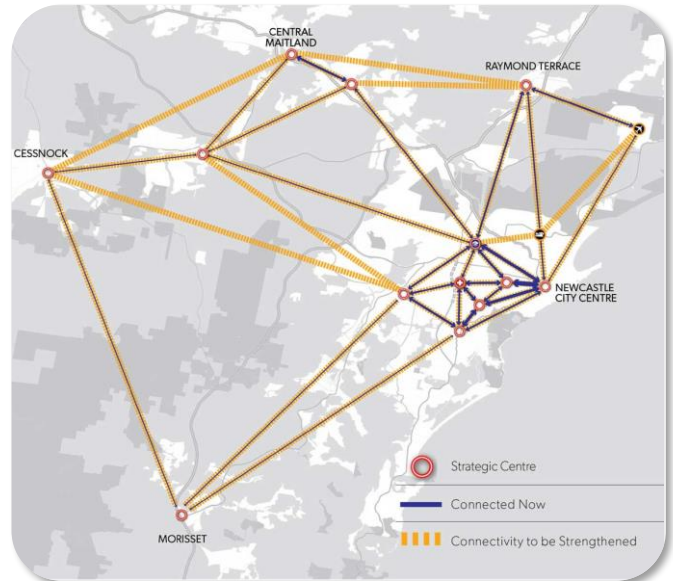 CENTRAL
MAITLAND
RAYMOND TERRACE
CESSNOCK
NEWCASTLE
CITY CENTRE
MORISSET
Strategic Centre
Connected Now
Connectivity to be Strengthened